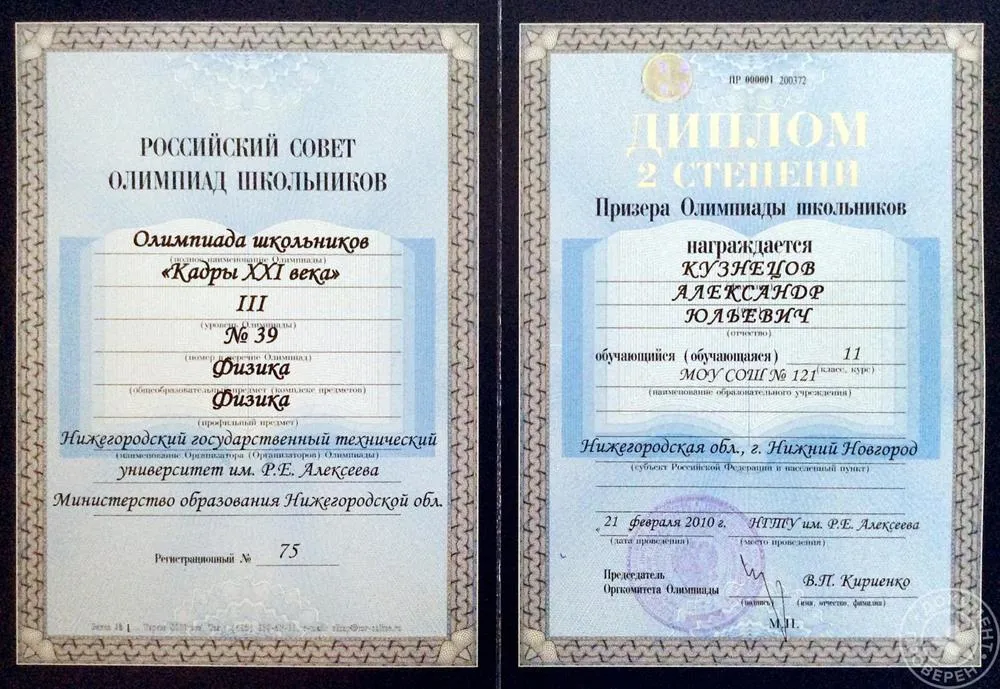 РОССИЙСКИЙ СОВЕТ
ОЛИМПИАД ШКОЛЬНИКОВ
Олимпиада школьников
(полное наименование Олимпиады)
«Кадры XXI века»
III
(уровень Олимпиады)
№ 39
(номер в перечне Олимпиад)
Физика
(общеобразовательный предмет (комплекс предметов)
Физика
(профильный предмет)
Нижегородский государственный технический
(наименование Организатора (Организаторов) Олимпиады)
университет им. Р.Е. Алексеева
Министерство образования Нижегородской обл.
Регистрационный № 75
ПР 000001 200372
ДИПЛОМ
2 СТЕПЕНИ
Призера Олимпиады школьников
награждается
КУЗНЕЦОВ
АЛЕКСАНДР
ЮЛЬЕВИЧ
(отчество)
обучающийся (обучающаяся) 11
(класс, курс)
МОУ СОШ № 121
(наименование образовательного учреждения)
Нижегородская обл., г. Нижний Новгород
(субъект Российской Федерации и населенный пункт)
21 февраля 2010 г. НГТУ им. Р.Е. Алексеева
(дата проведения) (место проведения)
Председатель
Оргкомитета Олимпиады В.П. Кириенко
(подпись) (имя, отчество, фамилия)
М.П.